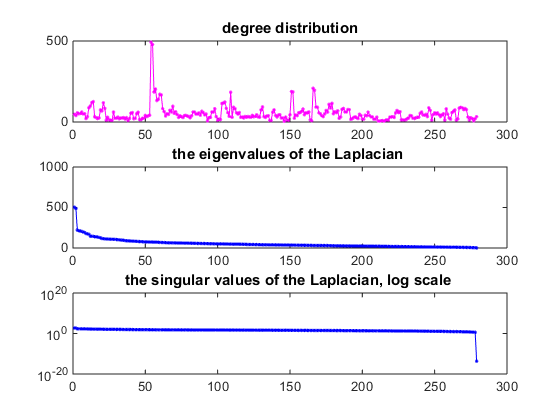 degree distribution
500
0
0 50 100 150 200 250 300
the eigenvalues of the Laplacian
1000
500
0
0 50 100 150 200 250 300
the singular values of the Laplacian, log scale
10^20
10^0
10^-20
0 50 100 150 200 250 300